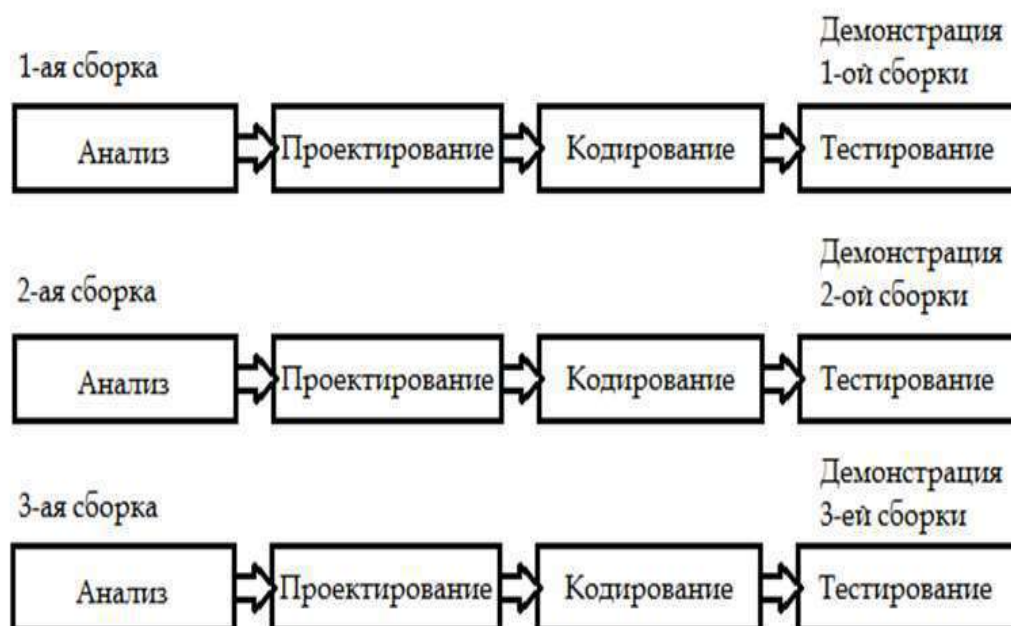 1-ая сборка
Демонстрация
1-ой сборки
Анализ
Проектирование
Кодирование
Тестирование
2-ая сборка
Демонстрация
2-ой сборки
Анализ
Проектирование
Кодирование
Тестирование
3-ая сборка
Демонстрация
3-ей сборки
Анализ
Проектирование
Кодирование
Тестирование